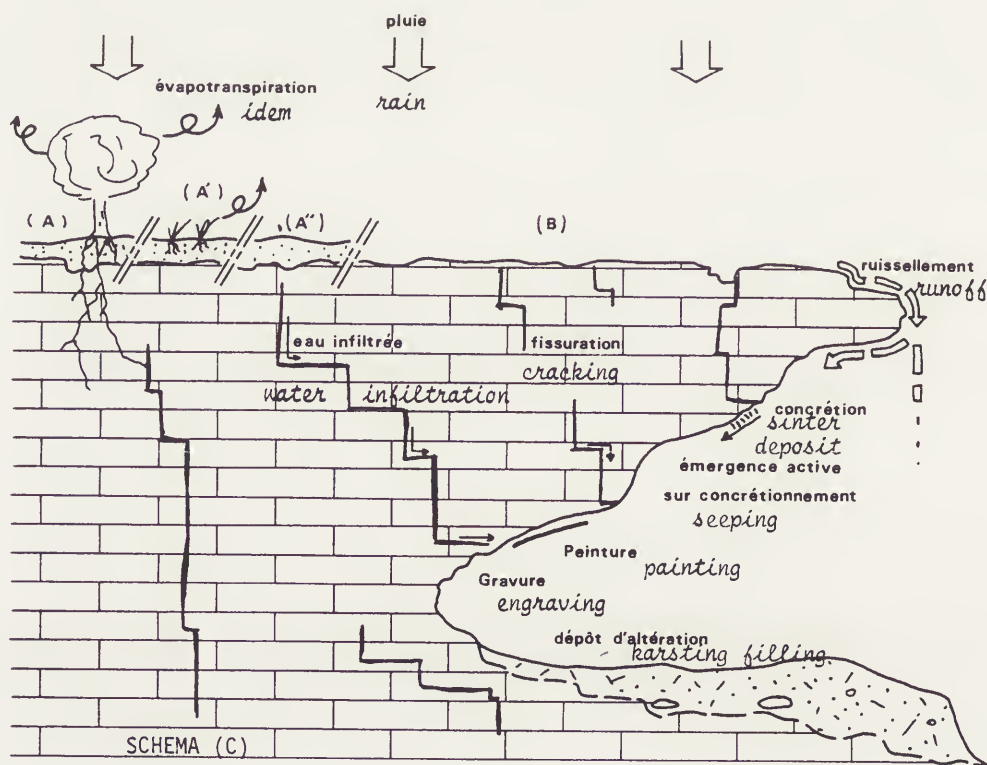 pluie
évapotranspiration
idem
rain
(A)
(A')
(A'')
(B)
ruissellement
runoff
eau infiltrée
fissuration
cracking
water infiltration
concrétion
sinter
deposit
émergence active
sur concrétionnement
seeping
Peinture
painting
Gravure
engraving
dépôt d'altération
karsting filling
SCHEMA (C)